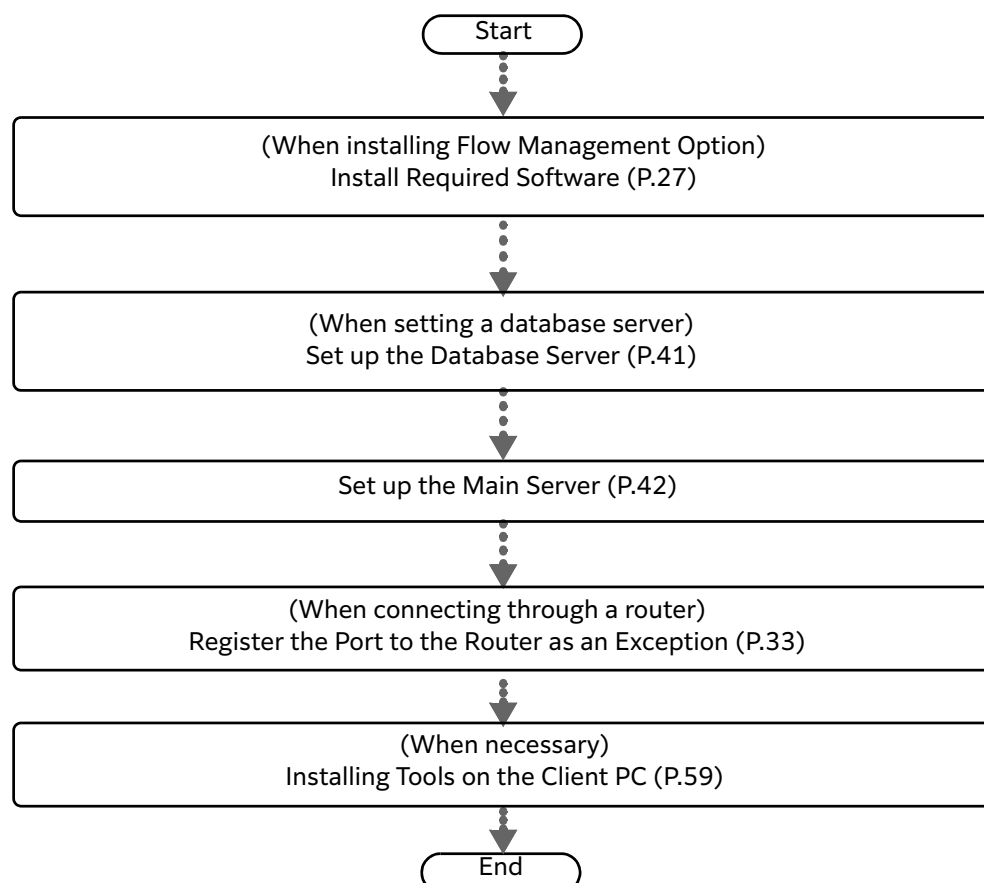 Start
(When installing Flow Management Option)
Install Required Software (P.27)
(When setting a database server)
Set up the Database Server (P.41)
Set up the Main Server (P.42)
(When connecting through a router)
Register the Port to the Router as an Exception (P.33)
(When necessary)
Installing Tools on the Client PC (P.59)
End